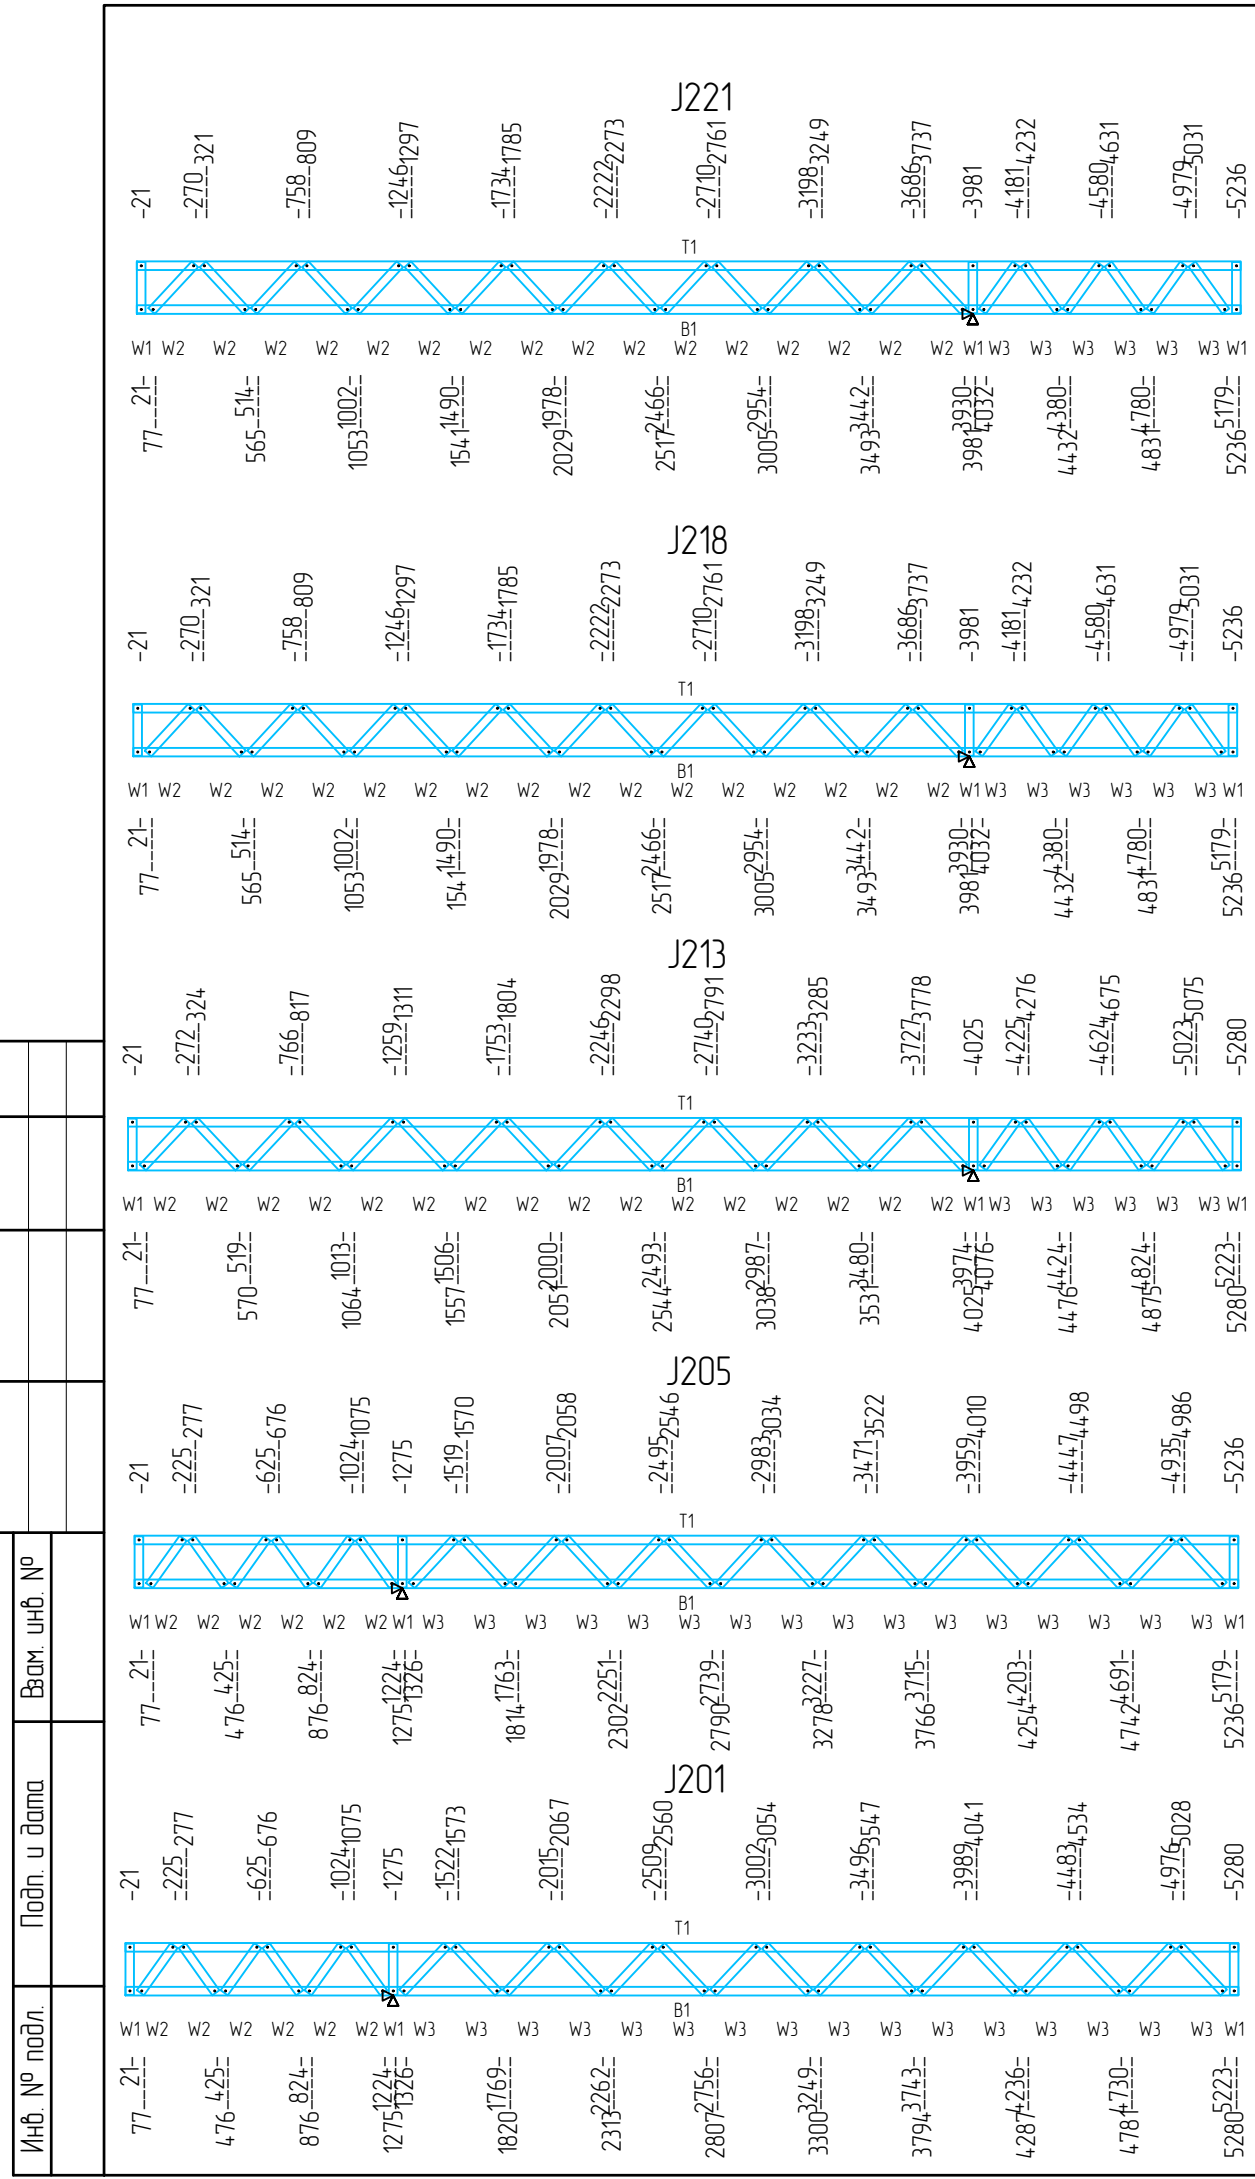 J221
-21 -270 321 -758 809 -1246 1297 -1734 1785 -2222 2273 -2710 2761 -3198 3249 -3686 3737 -3981 -4181 4232 -4580 4631 -4979 5031 -5236
T1
B1
W1 W2 W2 W2 W2 W2 W2 W2 W2 W2 W2 W2 W2 W2 W2 W2 W2 W1 W3 W3 W3 W3 W3 W3 W1
21- 514- 1002- 1490- 1978- 2466- 2954- 3442- 3930- 4032- 4380- 4780- 5179-
77 565 1053 1541 2029 2517 3005 3493 3981 4432 4831 5236
J218
-21 -270 321 -758 809 -1246 1297 -1734 1785 -2222 2273 -2710 2761 -3198 3249 -3686 3737 -3981 -4181 4232 -4580 4631 -4979 5031 -5236
T1
B1
W1 W2 W2 W2 W2 W2 W2 W2 W2 W2 W2 W2 W2 W2 W2 W2 W2 W1 W3 W3 W3 W3 W3 W3 W1
21- 514- 1002- 1490- 1978- 2466- 2954- 3442- 3930- 4032- 4380- 4780- 5179-
77 565 1053 1541 2029 2517 3005 3493 3981 4432 4831 5236
J213
-21 -272 324 -766 817 -1259 1311 -1753 1804 -2246 2298 -2740 2791 -3233 3285 -3727 3778 -4025 -4225 4276 -4624 4675 -5023 5075 -5280
T1
B1
W1 W2 W2 W2 W2 W2 W2 W2 W2 W2 W2 W2 W2 W2 W2 W2 W2 W1 W3 W3 W3 W3 W3 W3 W1
21- 519- 1013- 1506- 2000- 2493- 2987- 3480- 3974- 4076- 4424- 4824- 5223-
77 570 1064 1557 2051 2544 3038 3531 4025 4476 4875 5280
J205
-21 -225 277 -625 676 -1024 1075 -1275 -1519 1570 -2007 2058 -2495 2546 -2983 3034 -3471 3522 -3959 4010 -4447 4498 -4935 4986 -5236
T1
B1
W1 W2 W2 W2 W2 W2 W2 W1 W3 W3 W3 W3 W3 W3 W3 W3 W3 W3 W3 W3 W3 W3 W3 W3 W1
21- 425- 824- 1224- 1326- 1763- 2251- 2739- 3227- 3715- 4203- 4691- 5179-
77 476 876 1275 1814 2302 2790 3278 3766 4254 4742 5236
J201
-21 -225 277 -625 676 -1024 1075 -1275 -1522 1573 -2015 2067 -2509 2560 -3002 3054 -3496 3547 -3989 4041 -4483 4534 -4976 5028 -5280
T1
B1
W1 W2 W2 W2 W2 W2 W2 W1 W3 W3 W3 W3 W3 W3 W3 W3 W3 W3 W3 W3 W3 W3 W3 W3 W1
21- 425- 824- 1224- 1326- 1769- 2262- 2756- 3249- 3743- 4236- 4730- 5223-
77 476 876 1275 1820 2313 2807 3300 3794 4287 4781 5280
Взам. инв. №
Подп. и дата
Инв. № подл.